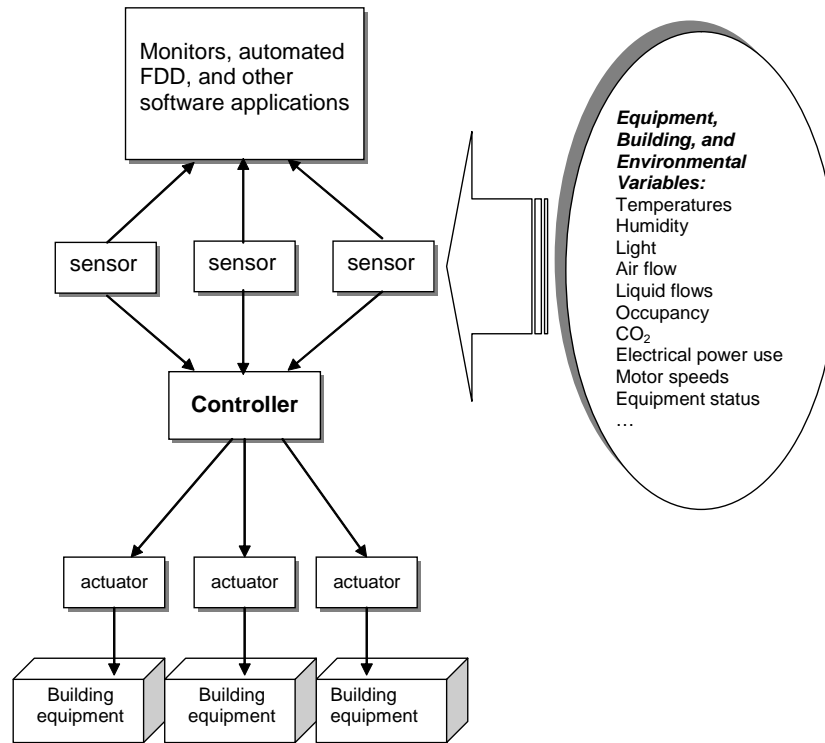 Monitors, automated
FDD, and other
software applications
sensor
sensor
sensor
Controller
actuator
actuator
actuator
Building
equipment
Building
equipment
Building
equipment
Equipment,
Building, and
Environmental
Variables:
Temperatures
Humidity
Light
Air flow
Liquid flows
Occupancy
CO₂
Electrical power use
Motor speeds
Equipment status
…